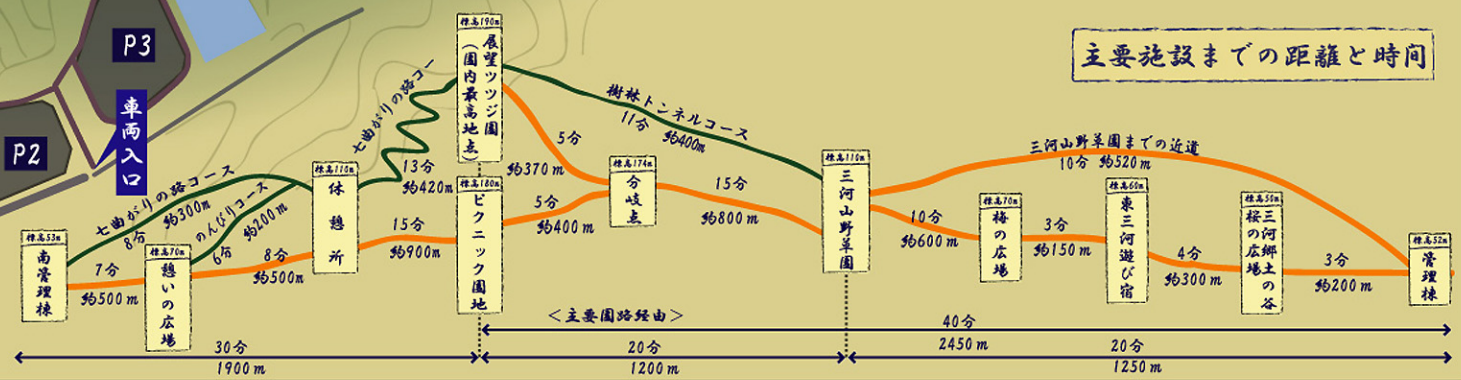 主要施設までの距離と時間
P3
P2
車両入口
標高53m
南管理棟
七曲がりの路コース
約300m
8分
7分
約500m
標高70m
憩いの広場
のんびりコース
約200m
6分
8分
約500m
標高110m
休憩所
七曲がりの路コー
13分
約420m
15分
約900m
標高190m
展望ツツジ園
(園内最高地点)
標高180m
ピクニック園地
5分
約370m
5分
約400m
標高174m
分岐点
樹林トンネルコース
11分 約400m
15分
約800m
標高110m
三河山野草園
三河山野草園までの近道
10分 約520m
10分
約600m
標高70m
梅の広場
3分
約150m
標高60m
東三河遊び宿
4分
約300m
標高50m
三河郷土の谷
桜の広場
3分
約200m
標高52m
管理棟
<主要園路経由>
40分
2450m
30分
1900m
20分
1200m
20分
1250m